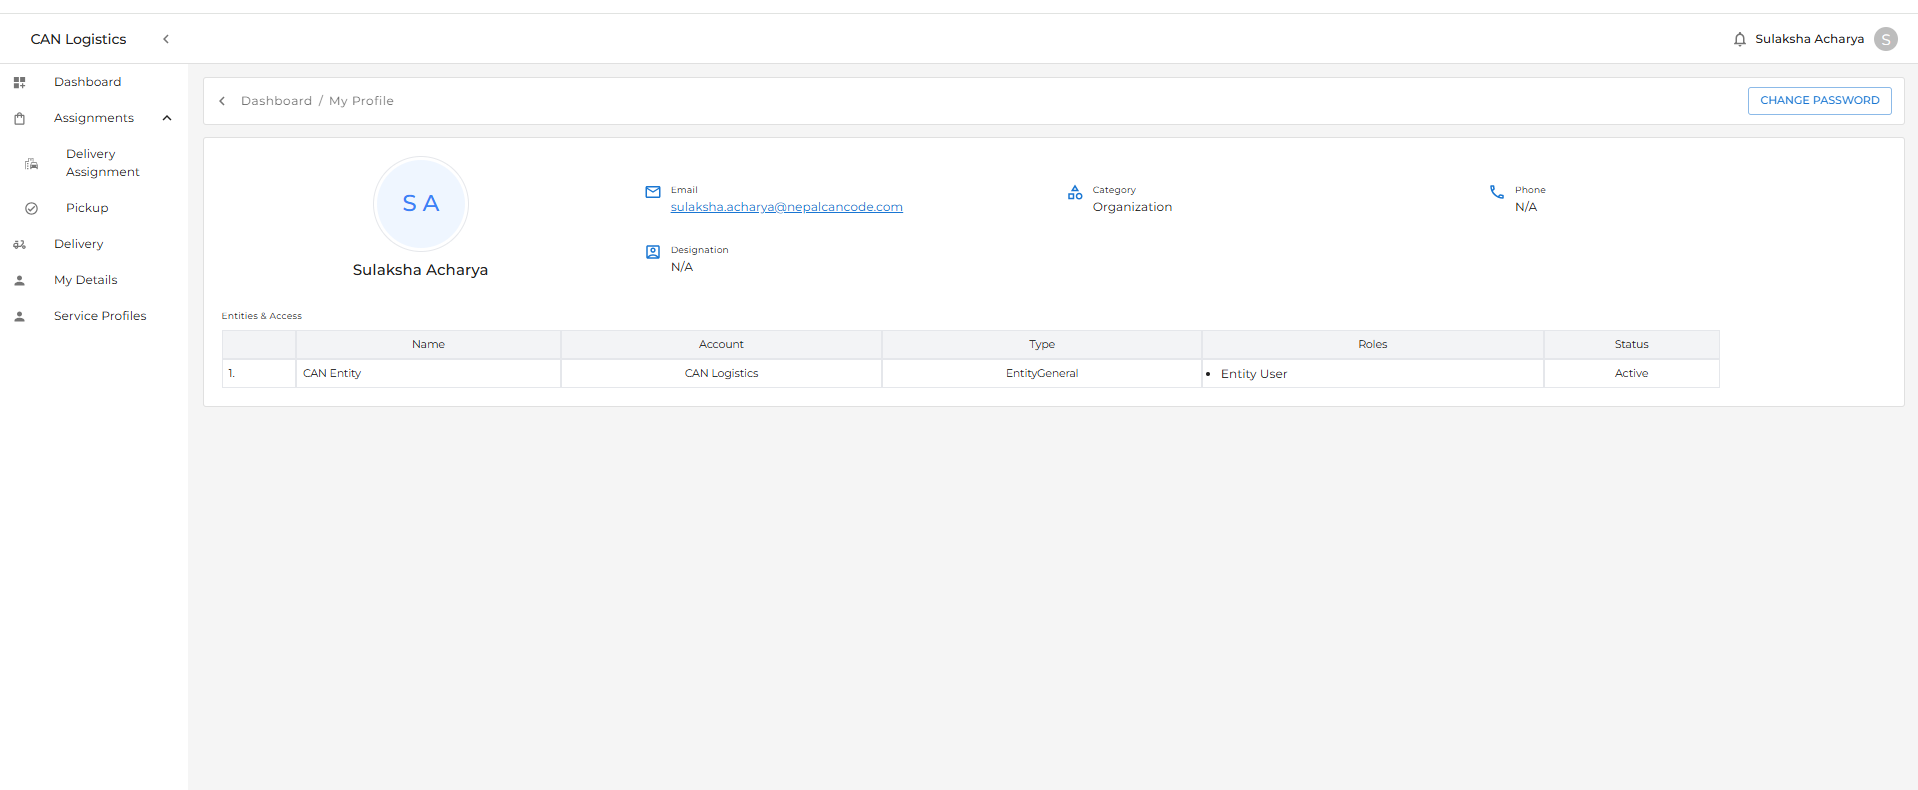 CAN Logistics
Sulaksha Acharya
S
Dashboard
Assignments
Delivery
Assignment
Pickup
Delivery
My Details
Service Profiles
Dashboard / My Profile
CHANGE PASSWORD
S A
Sulaksha Acharya
Email
sulaksha.acharya@nepalcancode.com
Category
Organization
Phone
N/A
Designation
N/A
Entities & Access
Name Account Type Roles Status
1. CAN Entity CAN Logistics EntityGeneral • Entity User Active